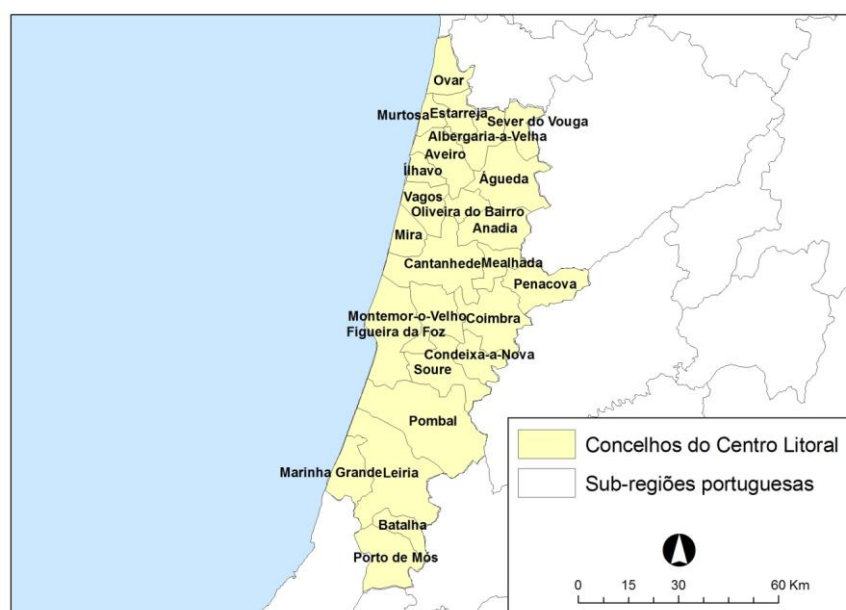 Ovar
Murtosa
Estarreja
Sever do Vouga
Albergaria-a-Velha
Aveiro
Ílhavo
Águeda
Vagos
Oliveira do Bairro
Anadia
Mira
Cantanhede
Mealhada
Penacova
Montemor-o-Velho
Coimbra
Figueira da Foz
Condeixa-a-Nova
Soure
Pombal
Marinha Grande
Leiria
Batalha
Porto de Mós
Concelhos do Centro Litoral
Sub-regiões portuguesas
0 15 30 60 Km